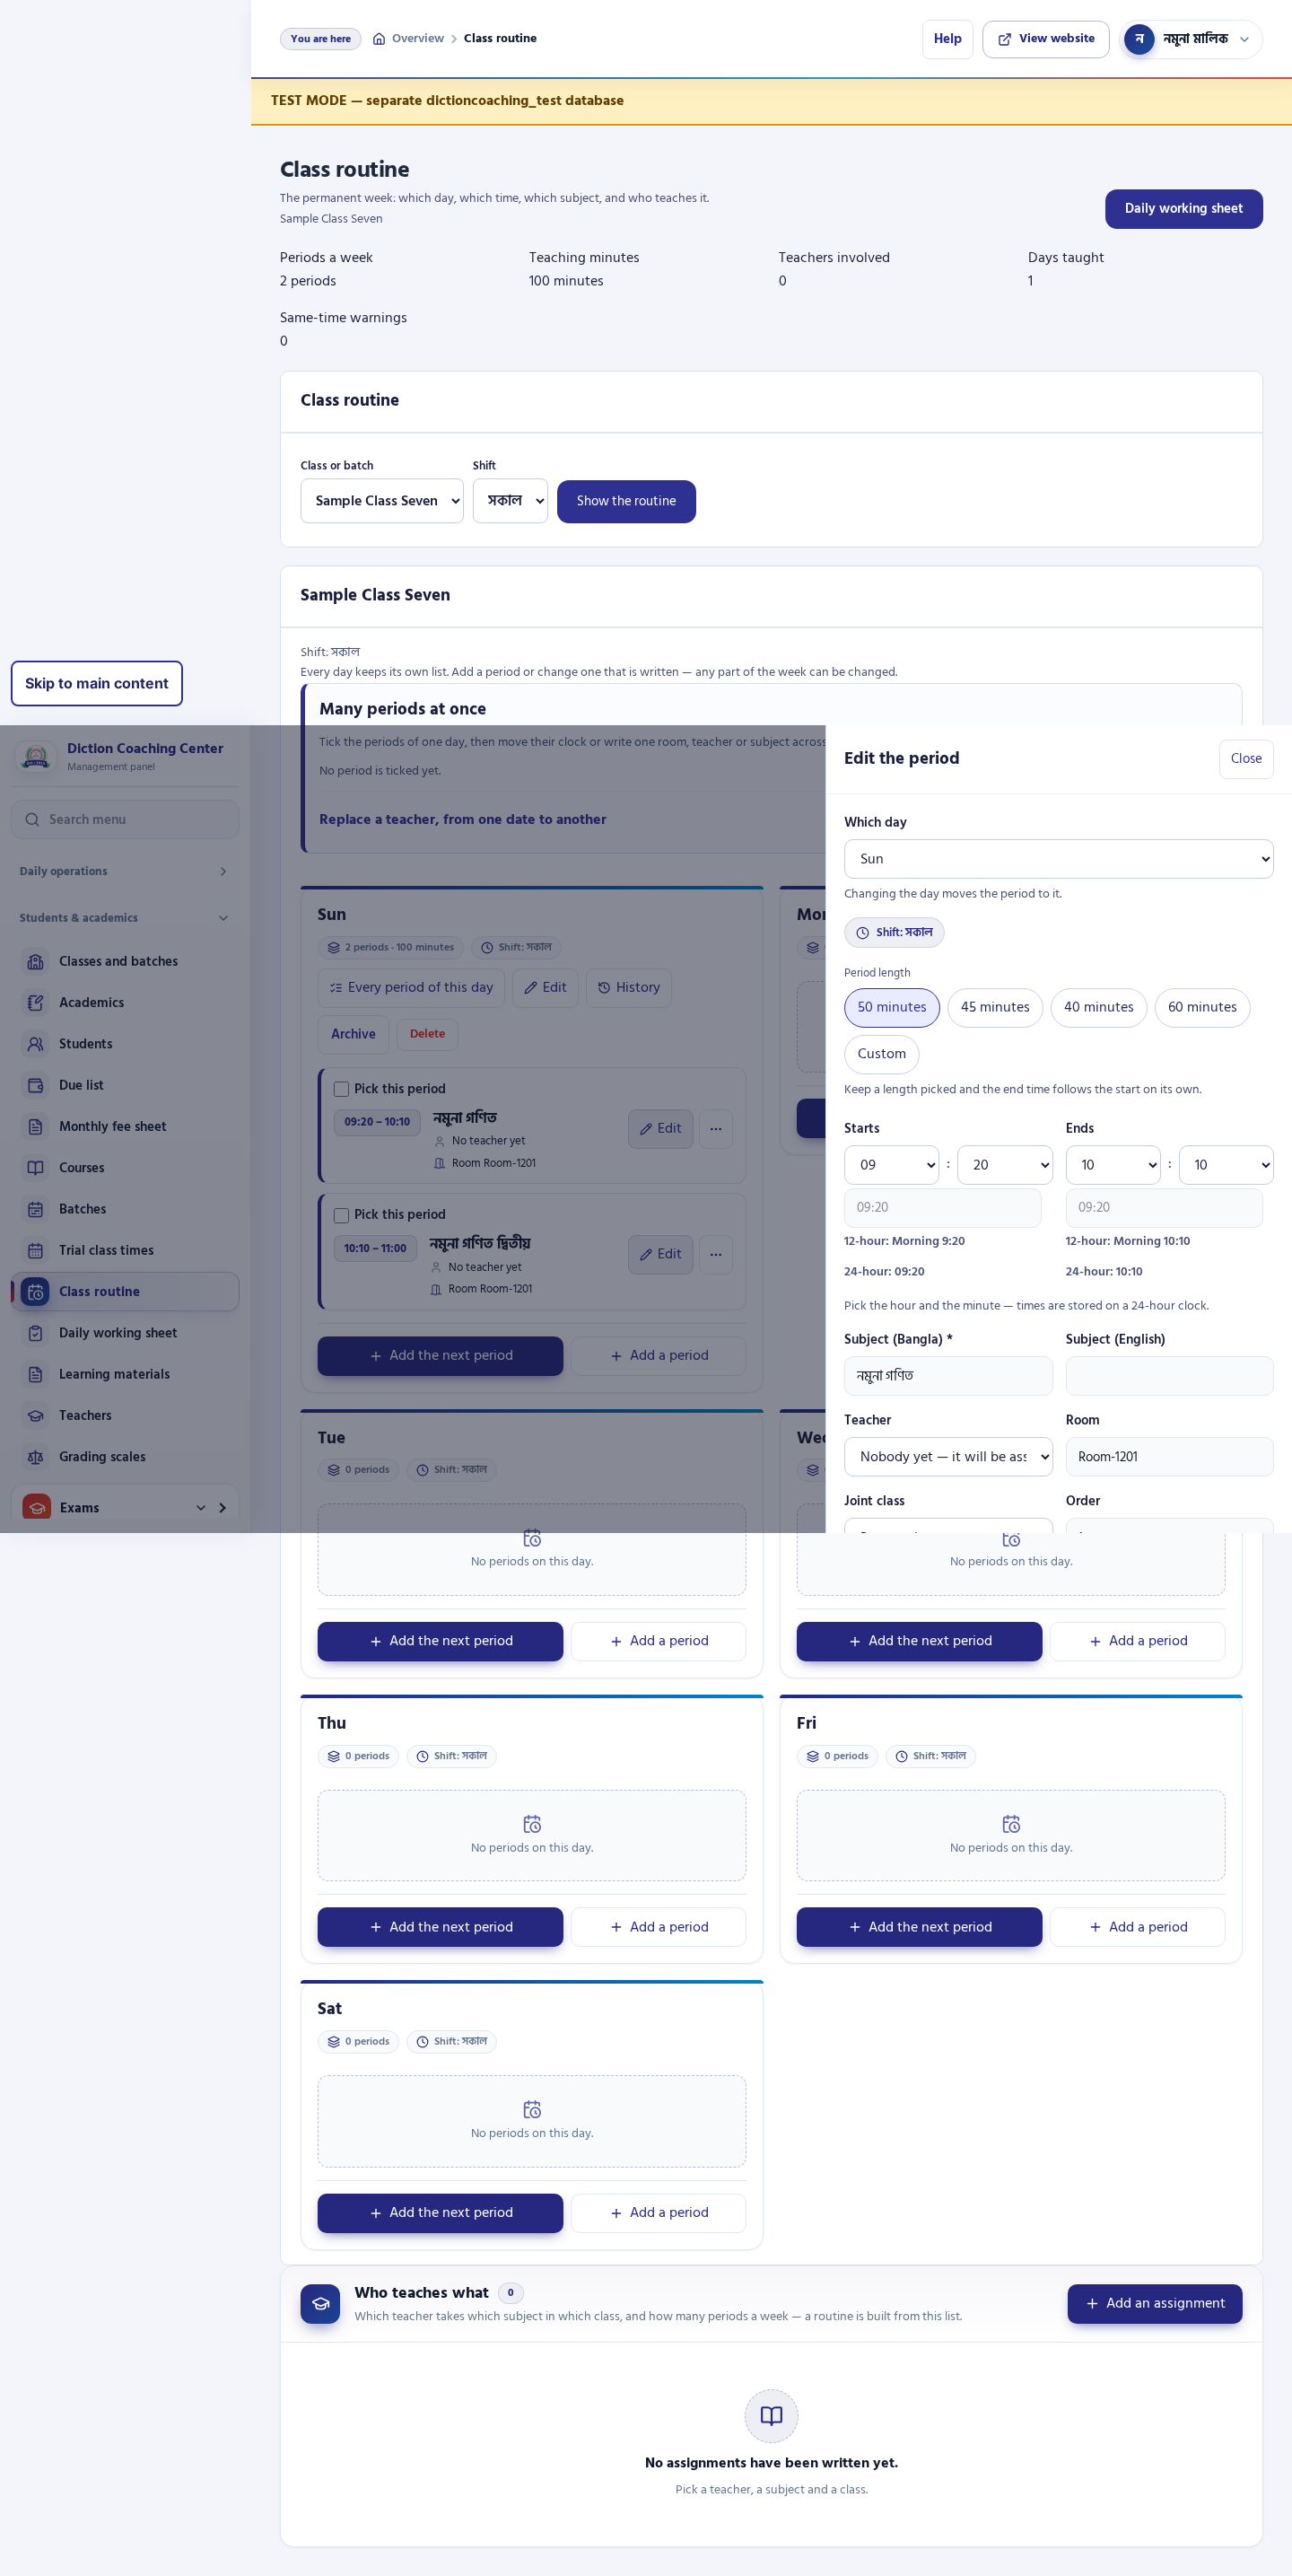 You are here
Overview
Class routine
Help
View website
ন
নমুনা মালিক
TEST MODE — separate dictioncoaching_test database
Class routine
The permanent week: which day, which time, which subject, and who teaches it.
Sample Class Seven
Daily working sheet
Periods a week
2 periods
Teaching minutes
100 minutes
Teachers involved
0
Days taught
1
Same-time warnings
0
Class routine
Class or batch
Sample Class Seven
Shift
সকাল
Show the routine
Sample Class Seven
Shift: সকাল
Every day keeps its own list. Add a period or change one that is written — any part of the week can be changed.
Skip to main content
Many periods at once
Tick the periods of one day, then move their clock or write one room, teacher or subject across
No period is ticked yet.
Replace a teacher, from one date to another
Diction Coaching Center
Management panel
Search menu
Daily operations
Students & academics
Classes and batches
Academics
Students
Due list
Monthly fee sheet
Courses
Batches
Trial class times
Class routine
Daily working sheet
Learning materials
Teachers
Grading scales
Exams
Sun
2 periods · 100 minutes
Shift: সকাল
Every period of this day
Edit
History
Archive
Delete
Pick this period
09:20 – 10:10
নমুনা গণিত
No teacher yet
Room Room-1201
Edit
Pick this period
10:10 – 11:00
নমুনা গণিত দ্বিতীয়
No teacher yet
Room Room-1201
Edit
Add the next period
Add a period
Edit the period
Close
Which day
Sun
Changing the day moves the period to it.
Shift: সকাল
Period length
50 minutes
45 minutes
40 minutes
60 minutes
Custom
Keep a length picked and the end time follows the start on its own.
Starts
09
:
20
09:20
12-hour: Morning 9:20
24-hour: 09:20
Ends
10
:
10
09:20
12-hour: Morning 10:10
24-hour: 10:10
Pick the hour and the minute — times are stored on a 24-hour clock.
Subject (Bangla) *
নমুনা গণিত
Subject (English)
Teacher
Nobody yet — it will be
Room
Room-1201
Joint class
Order
Tue
0 periods
Shift: সকাল
No periods on this day.
Add the next period
Add a period
No periods on this day.
Add the next period
Add a period
Thu
0 periods
Shift: সকাল
No periods on this day.
Add the next period
Add a period
Fri
0 periods
Shift: সকাল
No periods on this day.
Add the next period
Add a period
Sat
0 periods
Shift: সকাল
No periods on this day.
Add the next period
Add a period
Who teaches what
0
Which teacher takes which subject in which class, and how many periods a week — a routine is built from this list.
Add an assignment
No assignments have been written yet.
Pick a teacher, a subject and a class.